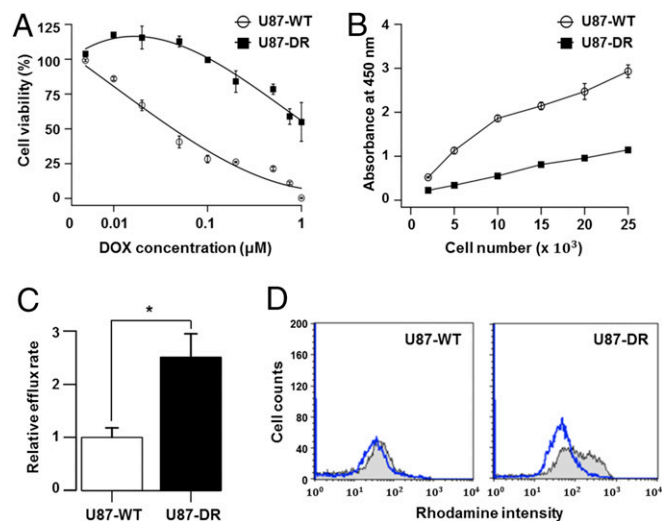 A
U87-WT
U87-DR
Cell viability (%)
125
100
75
50
25
0
0
0.01
0.1
1
DOX concentration (µM)
B
U87-WT
U87-DR
Absorbance at 450 nm
4
3
2
1
0
0
5
10
15
20
25
Cell number (x 10³)
C
*
Relative efflux rate
3
2
1
0
U87-WT
U87-DR
D
U87-WT
U87-DR
Cell counts
200
160
120
80
40
0
10⁰
10¹
10²
10³
10⁴
10⁰
10¹
10²
10³
10⁴
Rhodamine intensity